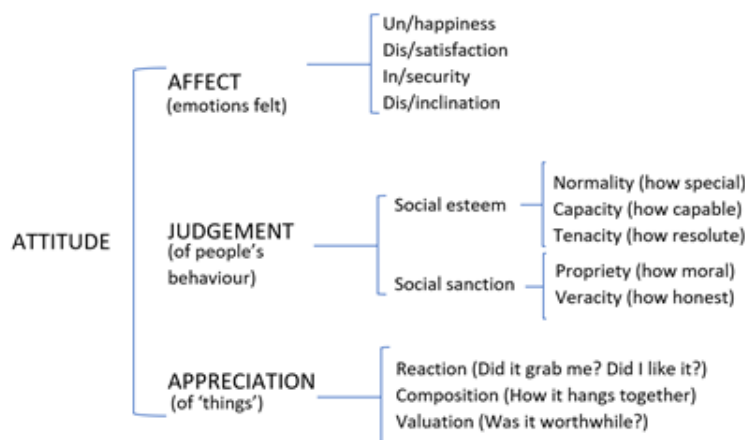 Un/happiness
Dis/satisfaction
In/security
Dis/inclination
AFFECT
(emotions felt)
ATTITUDE
JUDGEMENT
(of people's
behaviour)
Social esteem
Normality (how special)
Capacity (how capable)
Tenacity (how resolute)
Social sanction
Propriety (how moral)
Veracity (how honest)
APPRECIATION
(of 'things')
Reaction (Did it grab me? Did I like it?)
Composition (How it hangs together)
Valuation (Was it worthwhile?)